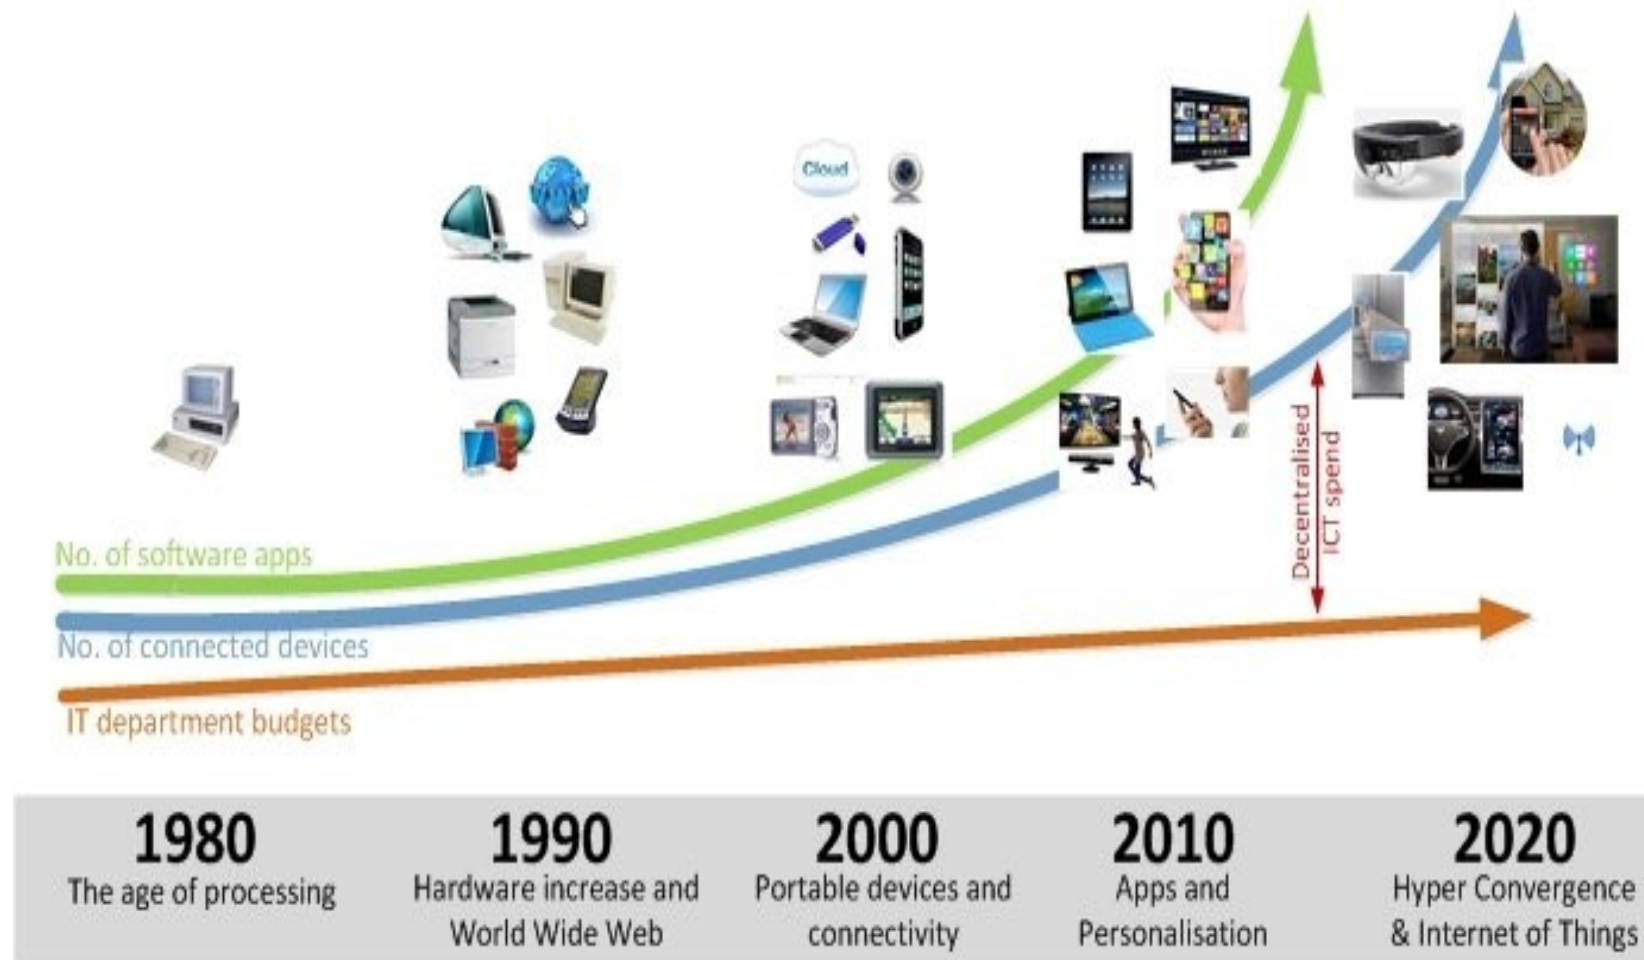 Cloud
No. of software apps
No. of connected devices
IT department budgets
Decentralised
ICT spend
1980
The age of processing
1990
Hardware increase and
World Wide Web
2000
Portable devices and
connectivity
2010
Apps and
Personalisation
2020
Hyper Convergence
& Internet of Things